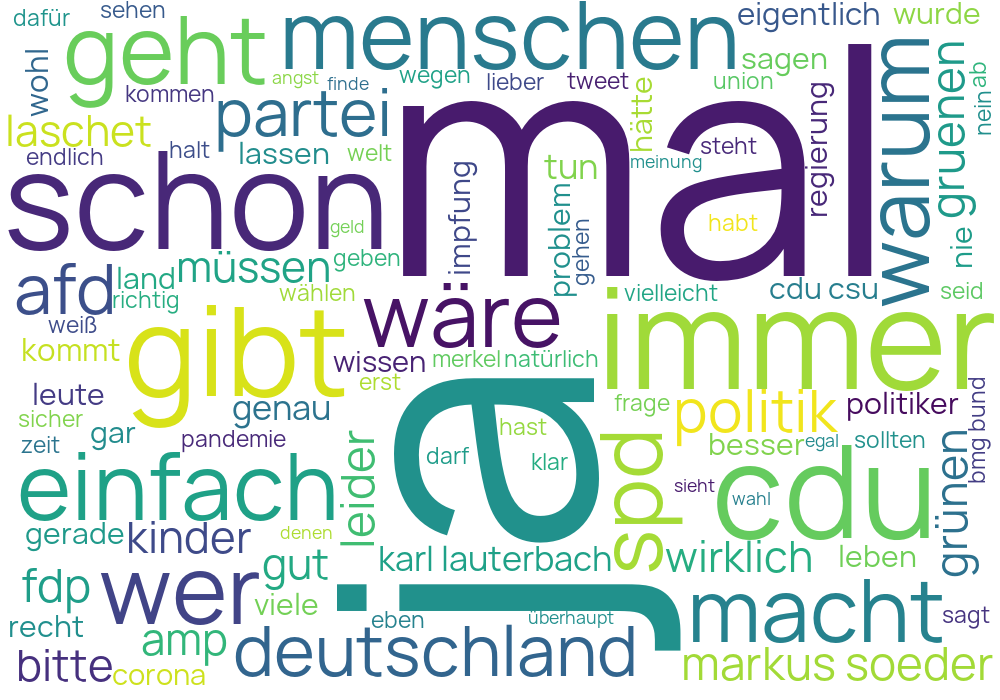 dafür
sehen
geht
menschen
eigentlich
wurde
wohl
angst
finde
wegen
lieber
tweet
union
sagen
kommen
partei
hätte
regierung
warum
gruenen
ab
nein
laschet
endlich
halt
lassen
welt
mal
tun
meinung
steht
schon
impfung
problem
gehen
habt
nie
geld
geben
afd
land
müssen
richtig
wählen
vielleicht
cdu csu
seid
weiß
gibt
wäre
immer
kommt
wissen
merkel
natürlich
erst
leute
genau
ja
frage
politik
politiker
bmg bund
sicher
zeit
gar
pandemie
leider
hast
darf
klar
spd
besser
egal
sollten
einfach
sieht
wahl
cdu
grünen
gerade
kinder
denen
karl lauterbach
wirklich
leben
fdp
wer
gut
viele
eben
überhaupt
macht
sagt
recht
amp
deutschland
bitte
corona
markus soeder